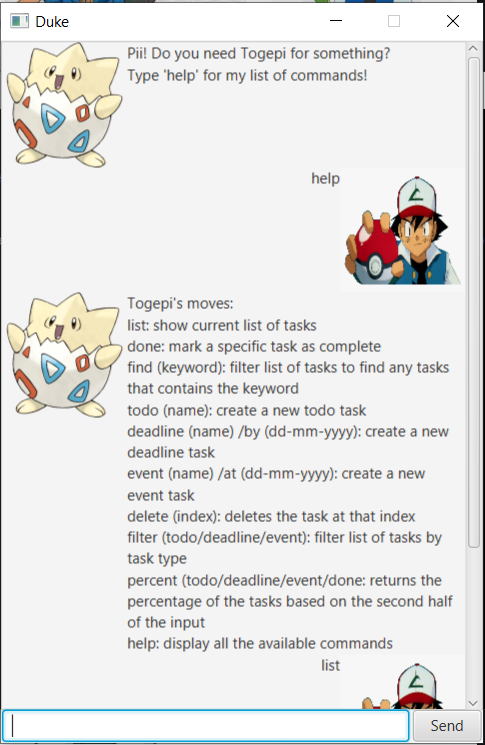 Duke
Pii! Do you need Togepi for something?
Type 'help' for my list of commands!
help
Togepi's moves:
list: show current list of tasks
done: mark a specific task as complete
find (keyword): filter list of tasks to find any tasks
that contains the keyword
todo (name): create a new todo task
deadline (name) /by (dd-mm-yyyy): create a new
deadline task
event (name) /at (dd-mm-yyyy): create a new
event task
delete (index): deletes the task at that index
filter (todo/deadline/event): filter list of tasks by
task type
percent (todo/deadline/event/done: returns the
percentage of the tasks based on the second half
of the input
help: display all the available commands
list
Send